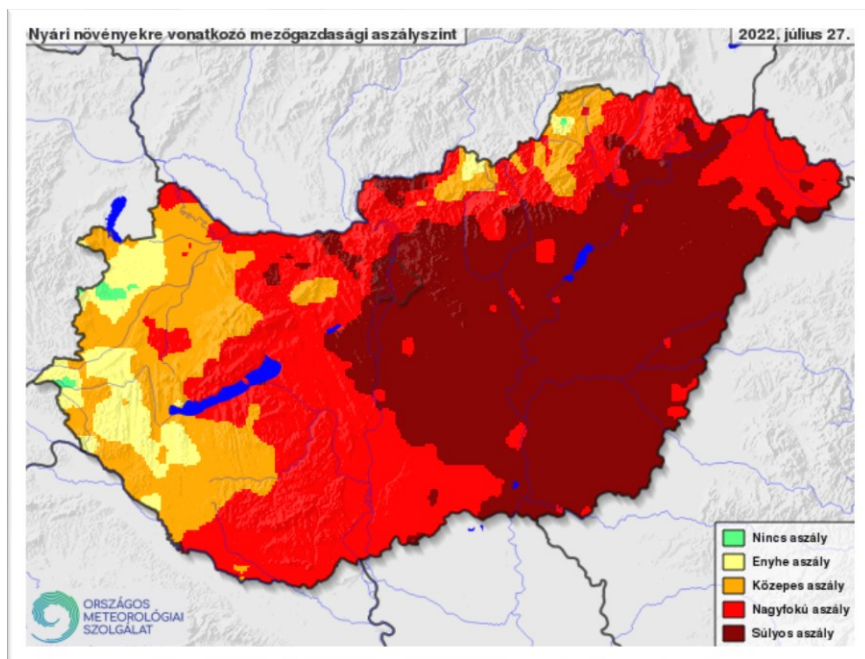 Nyári növényekre vonatkozó mezőgazdasági aszályszint
2022. július 27.
Nincs aszály
Enyhe aszály
Közepes aszály
Nagyfokú aszály
Súlyos aszály
ORSZÁGOS
METEOROLÓGIAI
SZOLGÁLAT